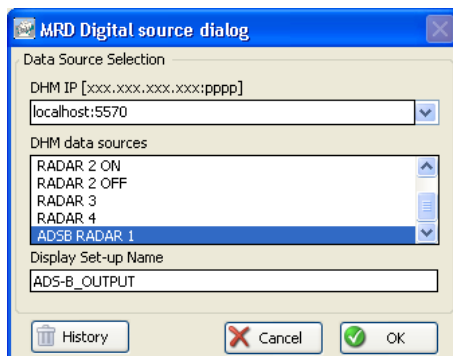 MRD Digital source dialog
Data Source Selection
DHM IP [xxx.xxx.xxx.xxx:pppp]
localhost:5570
DHM data sources
RADAR 2 ON
RADAR 2 OFF
RADAR 3
RADAR 4
ADSB RADAR 1
Display Set-up Name
ADS-B_OUTPUT
History
Cancel
OK